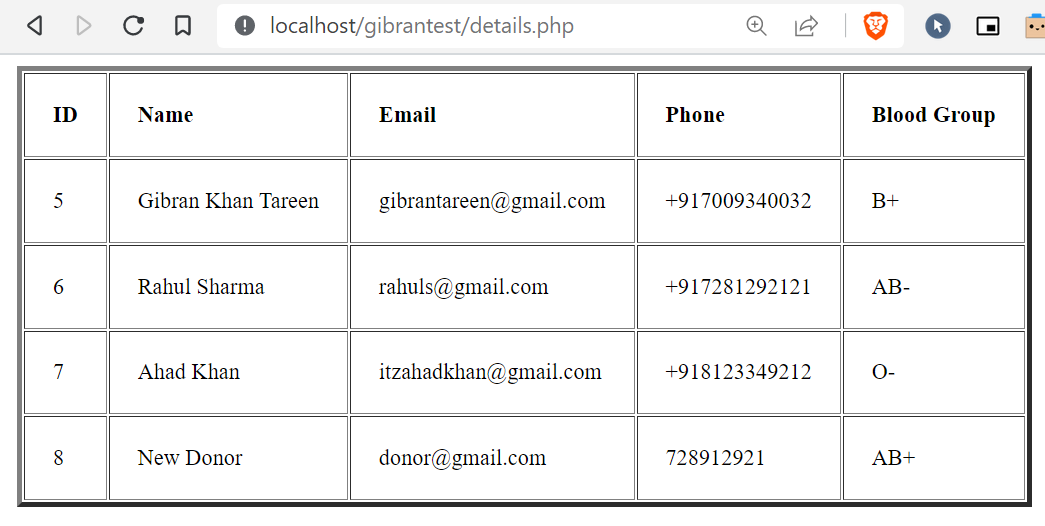 localhost/gibrantest/details.php
ID Name Email Phone Blood Group
5 Gibran Khan Tareen gibrantareen@gmail.com +917009340032 B+
6 Rahul Sharma rahuls@gmail.com +917281292121 AB-
7 Ahad Khan itzahadkhan@gmail.com +918123349212 O-
8 New Donor donor@gmail.com 728912921 AB+